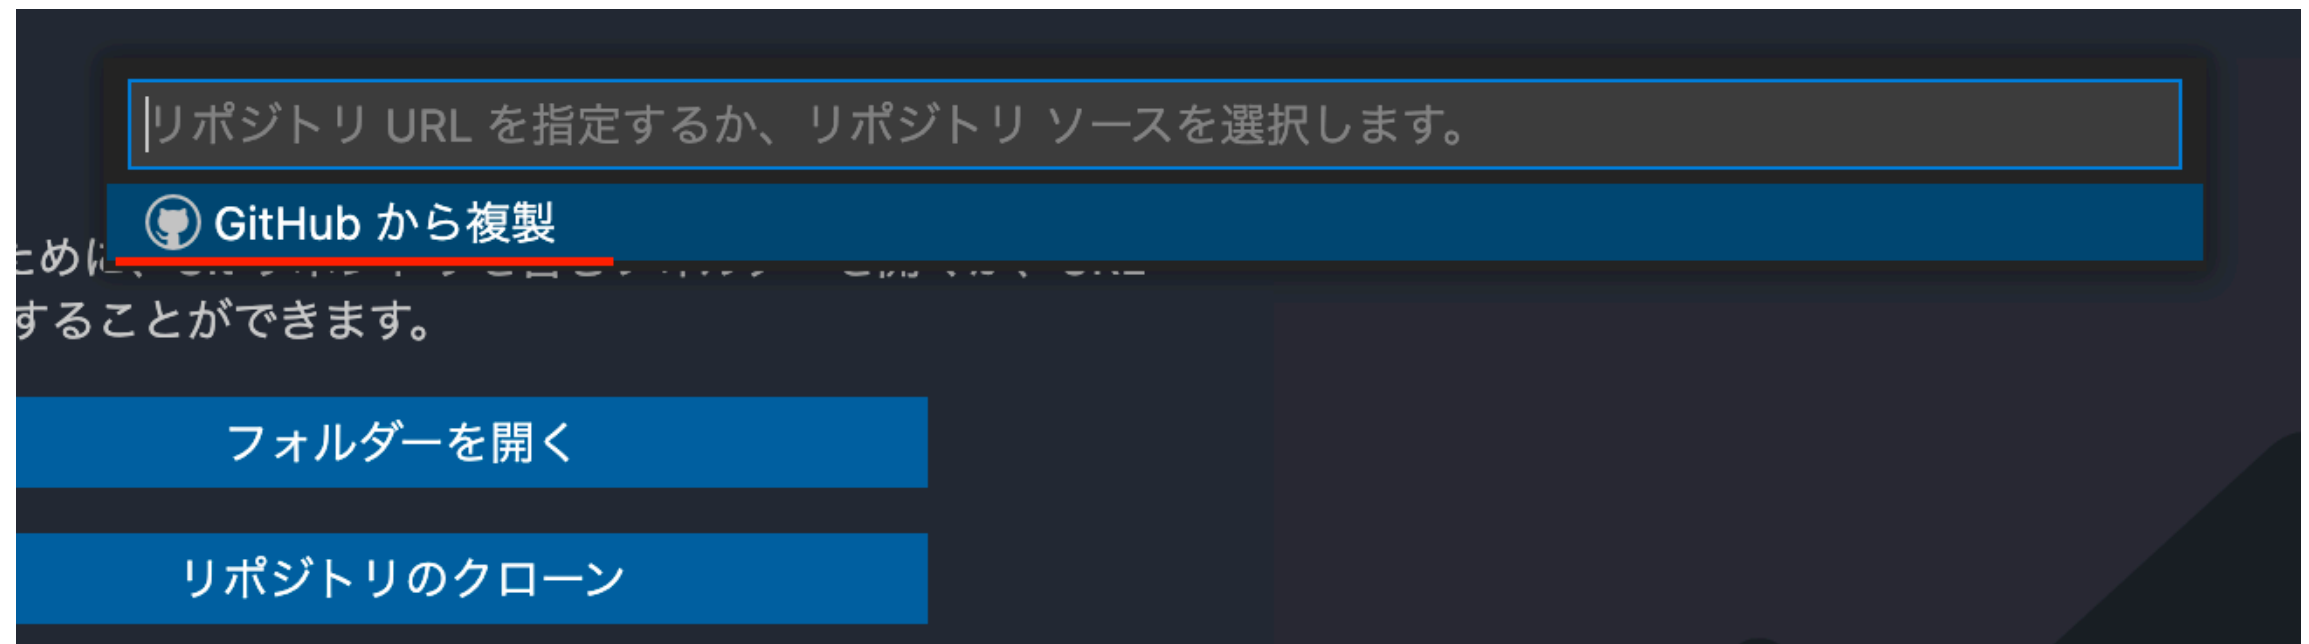 リポジトリ URL を指定するか、リポジトリ ソースを選択します。
GitHub から複製
ために、
することができます。
フォルダーを開く
リポジトリのクローン